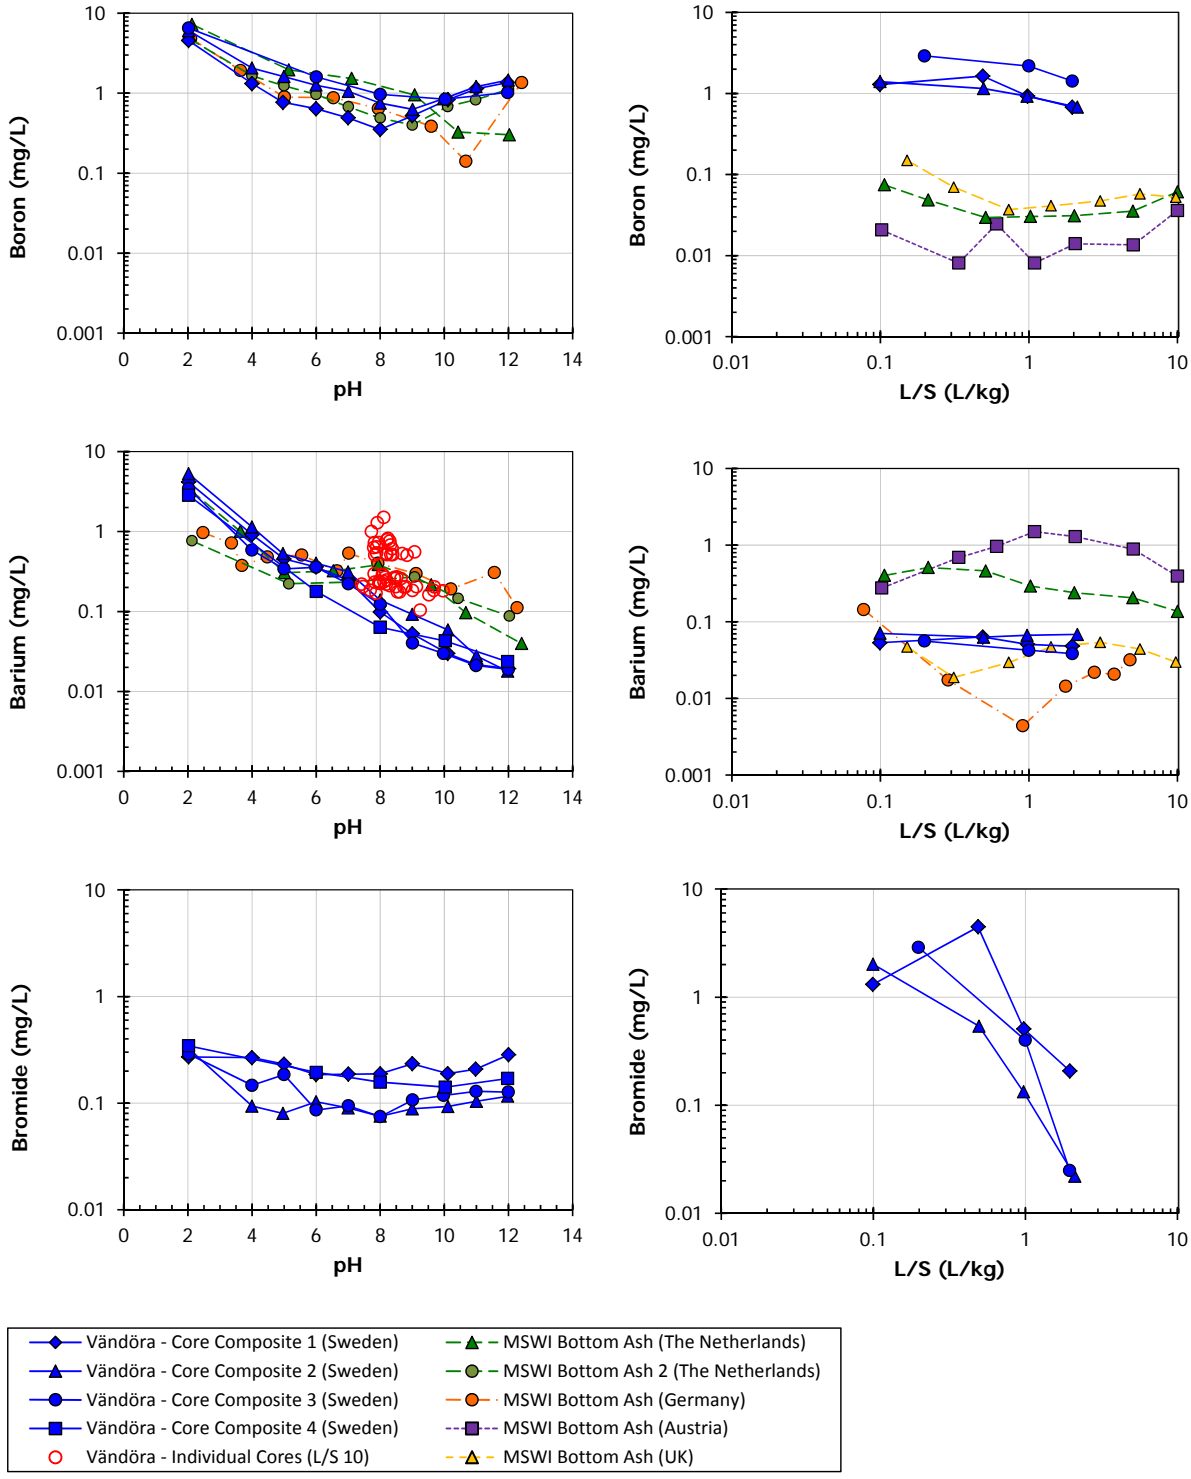 10
1
0.1
0.01
0.001
0 2 4 6 8 10 12 14
pH
Boron (mg/L)
10
1
0.1
0.01
0.001
0.01 0.1 1 10
L/S (L/kg)
Boron (mg/L)
10
1
0.1
0.01
0.001
0 2 4 6 8 10 12 14
pH
Barium (mg/L)
10
1
0.1
0.01
0.001
0.01 0.1 1 10
L/S (L/kg)
Barium (mg/L)
10
1
0.1
0.01
0 2 4 6 8 10 12 14
pH
Bromide (mg/L)
10
1
0.1
0.01
0.01 0.1 1 10
L/S (L/kg)
Bromide (mg/L)
Vändöra - Core Composite 1 (Sweden)
Vändöra - Core Composite 2 (Sweden)
Vändöra - Core Composite 3 (Sweden)
Vändöra - Core Composite 4 (Sweden)
Vändöra - Individual Cores (L/S 10)
MSWI Bottom Ash (The Netherlands)
MSWI Bottom Ash 2 (The Netherlands)
MSWI Bottom Ash (Germany)
MSWI Bottom Ash (Austria)
MSWI Bottom Ash (UK)